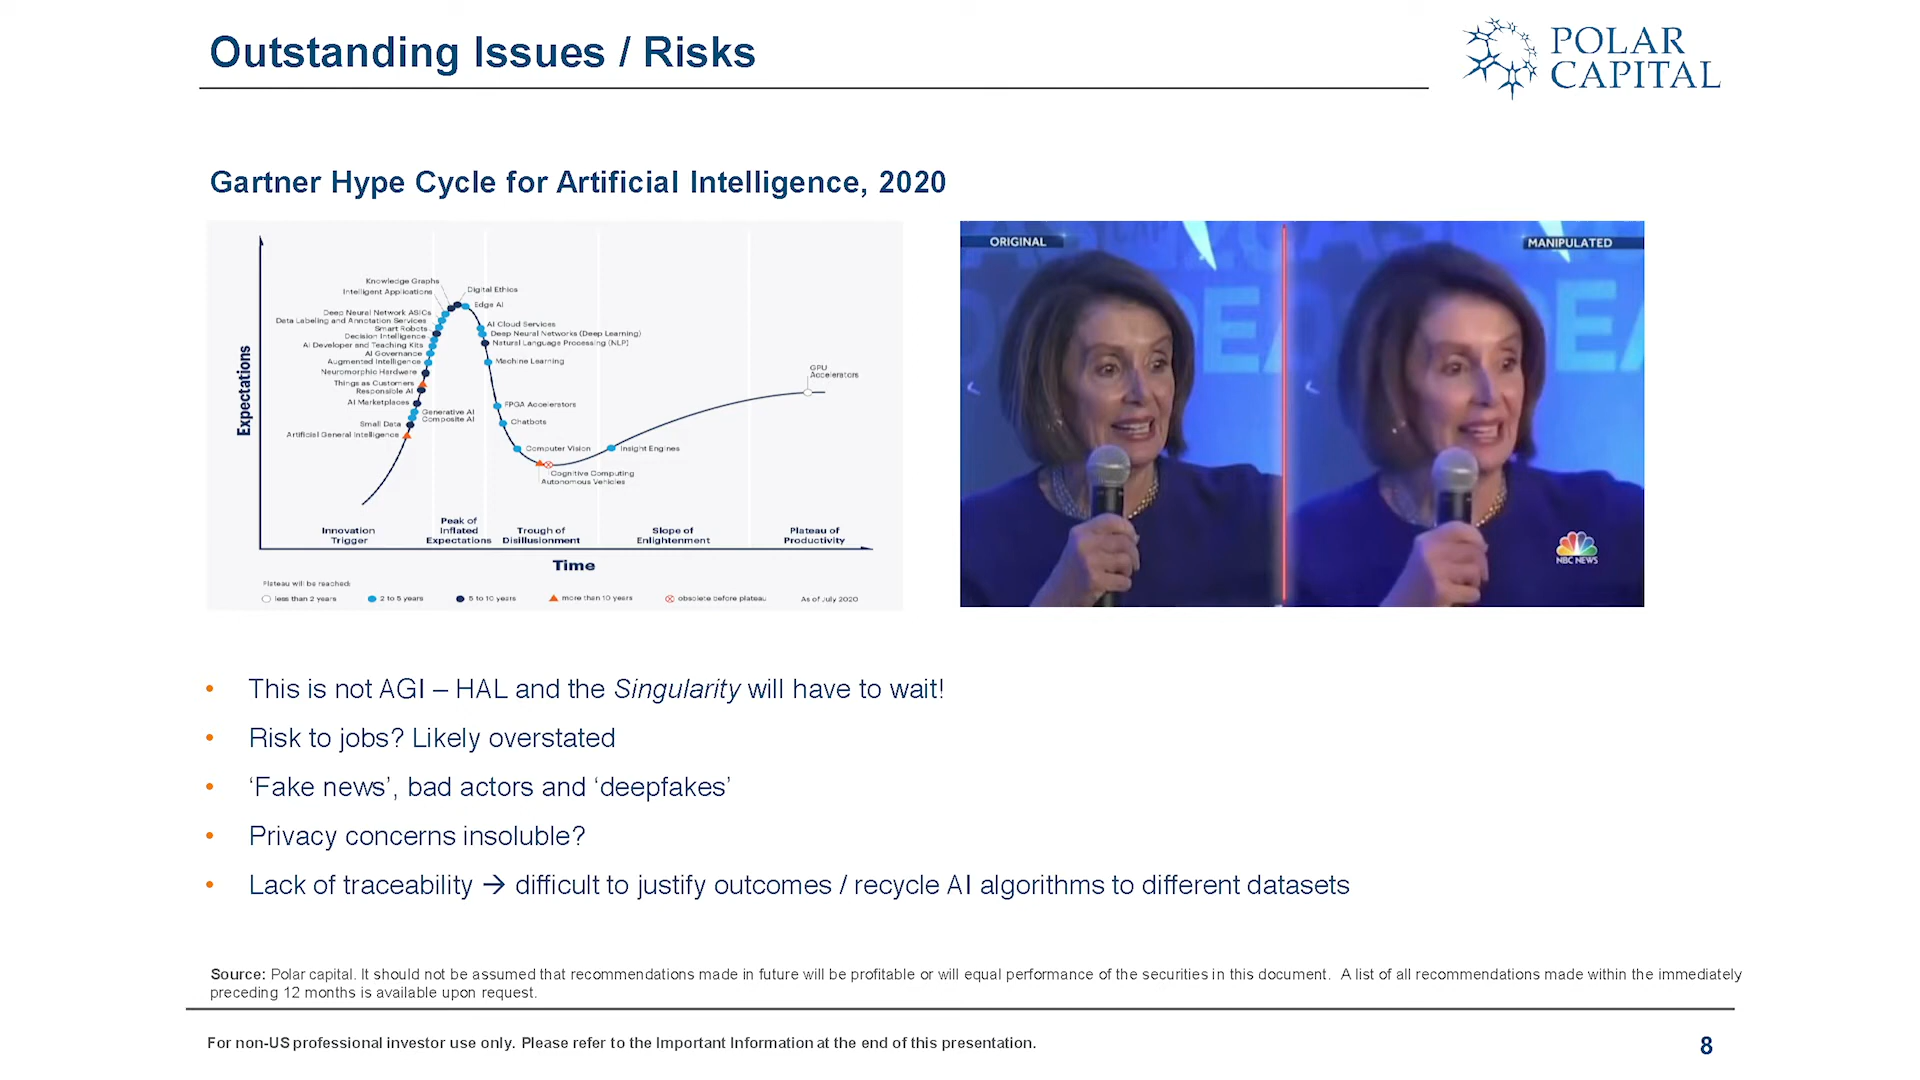 Outstanding Issues / Risks
POLAR
CAPITAL
Gartner Hype Cycle for Artificial Intelligence, 2020
Expectations
Knowledge Graphs
Intelligent Applications
Deep Neural Network ASICs
Data Labeling and Annotation Services
Smart Robots
Decision Intelligence
AI Developer and Teaching Kits
AI Governance
Augmented Intelligence
Neuromorphic Hardware
Things as Customers
Responsible AI
AI Marketplaces
Generative AI
Composite AI
Small Data
Artificial General Intelligence
Digital Ethics
Edge AI
AI Cloud Services
Deep Neural Networks (Deep Learning)
Natural Language Processing (NLP)
Machine Learning
FPGA Accelerators
Chatbots
Computer Vision
Insight Engines
Cognitive Computing
Autonomous Vehicles
GPU
Accelerators
Innovation
Trigger
Peak of
Inflated
Expectations
Trough of
Disillusionment
Slope of
Enlightenment
Plateau of
Productivity
Time
Plateau will be reached:
less than 2 years
2 to 5 years
5 to 10 years
more than 10 years
obsolete before plateau
As of July 2020
ORIGINAL
MANIPULATED
NBC NEWS
• This is not AGI – HAL and the Singularity will have to wait!
• Risk to jobs? Likely overstated
• ‘Fake news’, bad actors and ‘deepfakes’
• Privacy concerns insoluble?
• Lack of traceability → difficult to justify outcomes / recycle AI algorithms to different datasets
Source: Polar capital. It should not be assumed that recommendations made in future will be profitable or will equal performance of the securities in this document. A list of all recommendations made within the immediately
preceding 12 months is available upon request.
For non-US professional investor use only. Please refer to the Important Information at the end of this presentation.
8